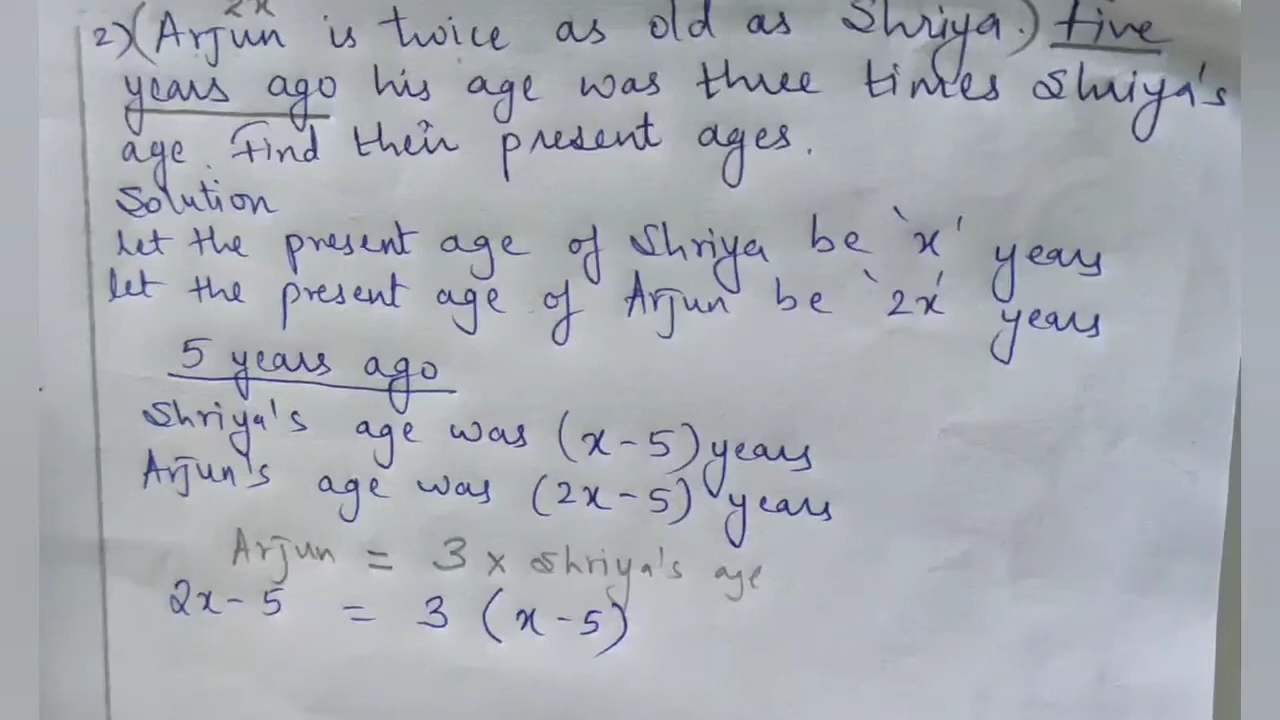 2x
2) (Arjun is twice as old as Shriya.) Five
years ago his age was three times Shriya's
age. Find their present ages.
Solution
Let the present age of Shriya be 'x' years
let the present age of Arjun be '2x' years
5 years ago
Shriya's age was (x-5) years
Arjun's age was (2x-5) years
Arjun = 3 x Shriya's age
2x-5 = 3 (x-5)